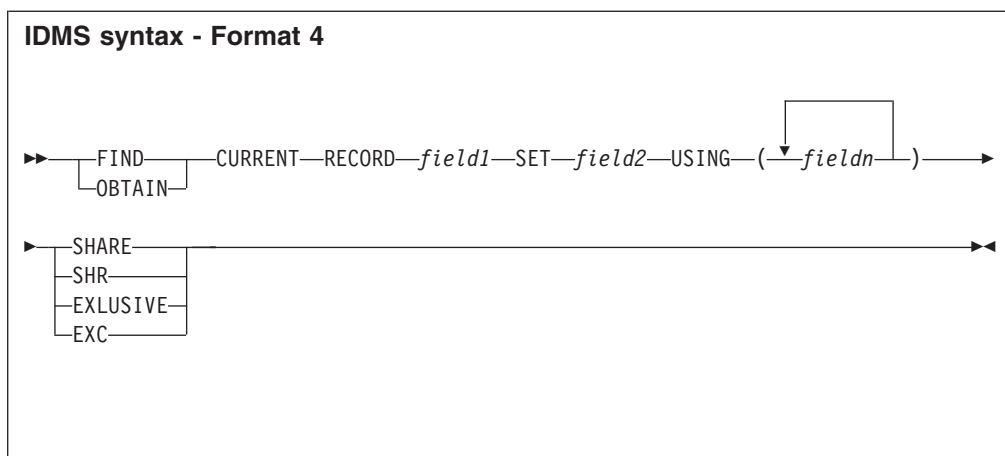 IDMS syntax - Format 4
FIND CURRENT RECORD field1 SET field2 USING ( fieldn )
OBTAIN
SHARE
SHR
EXLUSIVE
EXC